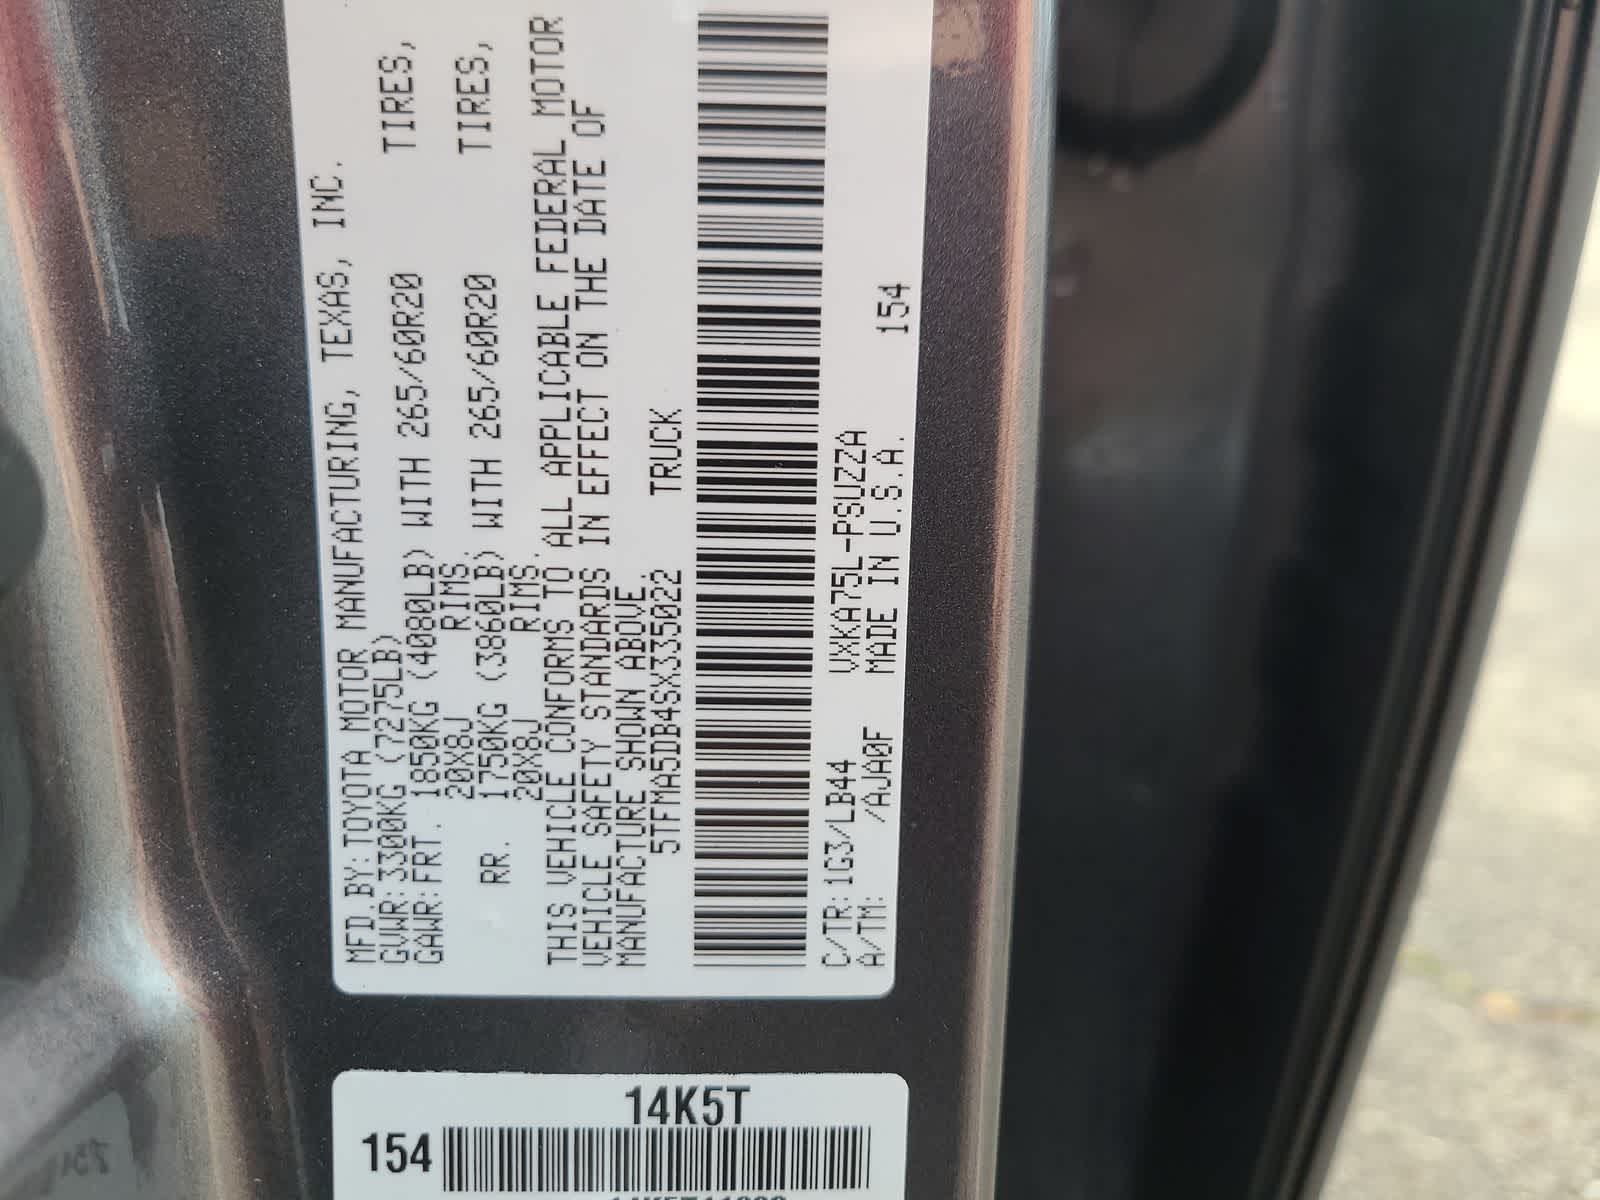 MFD.BY:TOYOTA MOTOR MANUFACTURING, TEXAS, INC.
GVWR:3300KG (7275LB)
GAWR:FRT. 1850KG (4080LB) WITH 265/60R20 TIRES,
20X8J RIMS.
RR. 1750KG (3860LB) WITH 265/60R20 TIRES,
20X8J RIMS.
THIS VEHICLE CONFORMS TO ALL APPLICABLE FEDERAL MOTOR
VEHICLE SAFETY STANDARDS IN EFFECT ON THE DATE OF
MANUFACTURE SHOWN ABOVE.
5TFMA5DB4SX335022 TRUCK
C/TR:1G3/LB44 VXKA75L-PSUZZA
A/TM: /AJA0F MADE IN U.S.A. 154
14K5T
154